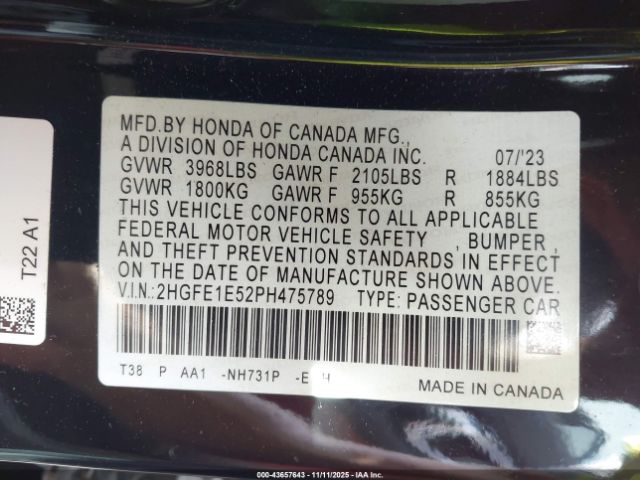 MFD.BY HONDA OF CANADA MFG.,
A DIVISION OF HONDA CANADA INC. 07/'23
GVWR 3968LBS GAWR F 2105LBS R 1884LBS
GVWR 1800KG GAWR F 955KG R 855KG
THIS VEHICLE CONFORMS TO ALL APPLICABLE
FEDERAL MOTOR VEHICLE SAFETY , BUMPER ,
AND THEFT PREVENTION STANDARDS IN EFFECT
ON THE DATE OF MANUFACTURE SHOWN ABOVE.
V.I.N.:2HGFE1E52PH475789 TYPE: PASSENGER CAR
T38 P AA1 -NH731P -E H
MADE IN CANADA
T22 A1
000-43657643 - 11/11/2025 - IAA Inc.